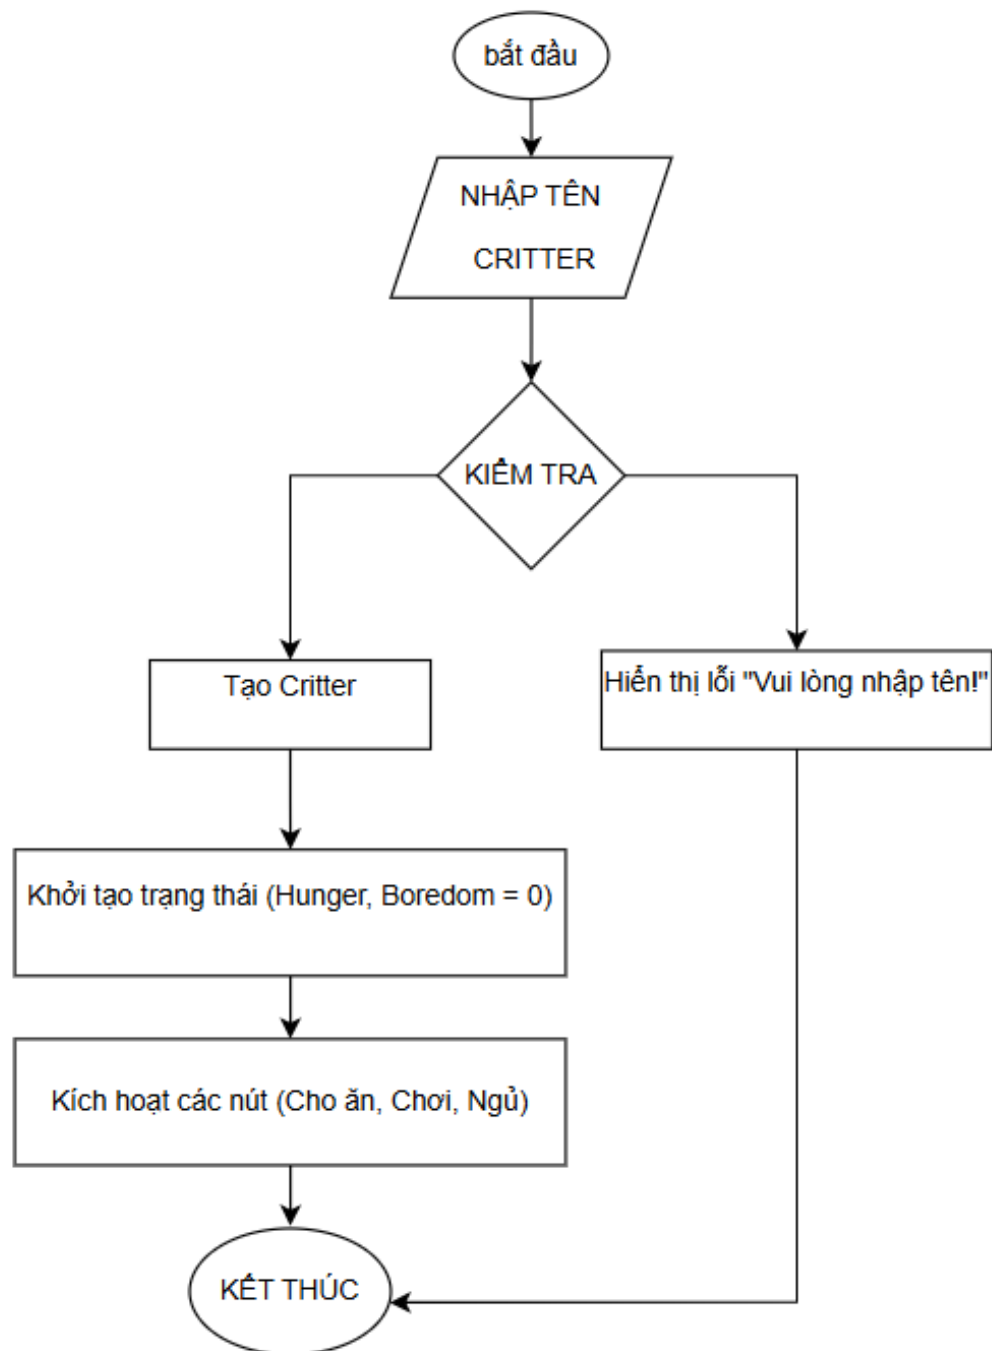 bắt đầu
NHẬP TÊN
CRITTER
KIỂM TRA
Tạo Critter
Hiển thị lỗi "Vui lòng nhập tên!"
Khởi tạo trạng thái (Hunger, Boredom = 0)
Kích hoạt các nút (Cho ăn, Chơi, Ngủ)
KẾT THÚC